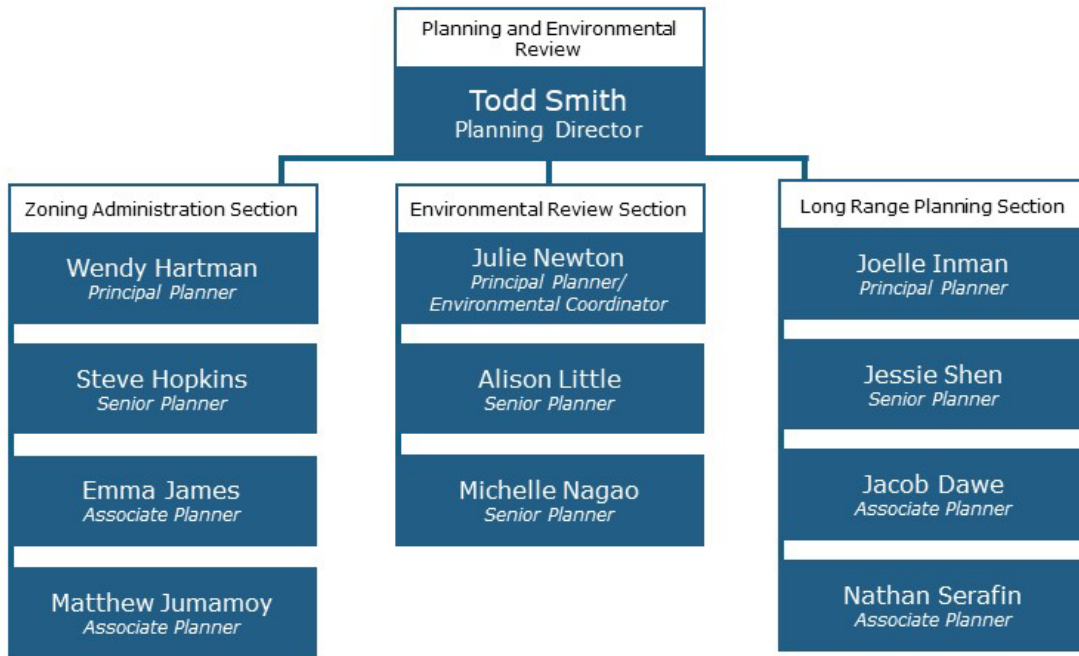 Planning and Environmental
Review
Todd Smith
Planning Director
Zoning Administration Section
Wendy Hartman
Principal Planner
Steve Hopkins
Senior Planner
Emma James
Associate Planner
Matthew Jumamoy
Associate Planner
Environmental Review Section
Julie Newton
Principal Planner/
Environmental Coordinator
Alison Little
Senior Planner
Michelle Nagao
Senior Planner
Long Range Planning Section
Joelle Inman
Principal Planner
Jessie Shen
Senior Planner
Jacob Dawe
Associate Planner
Nathan Serafin
Associate Planner